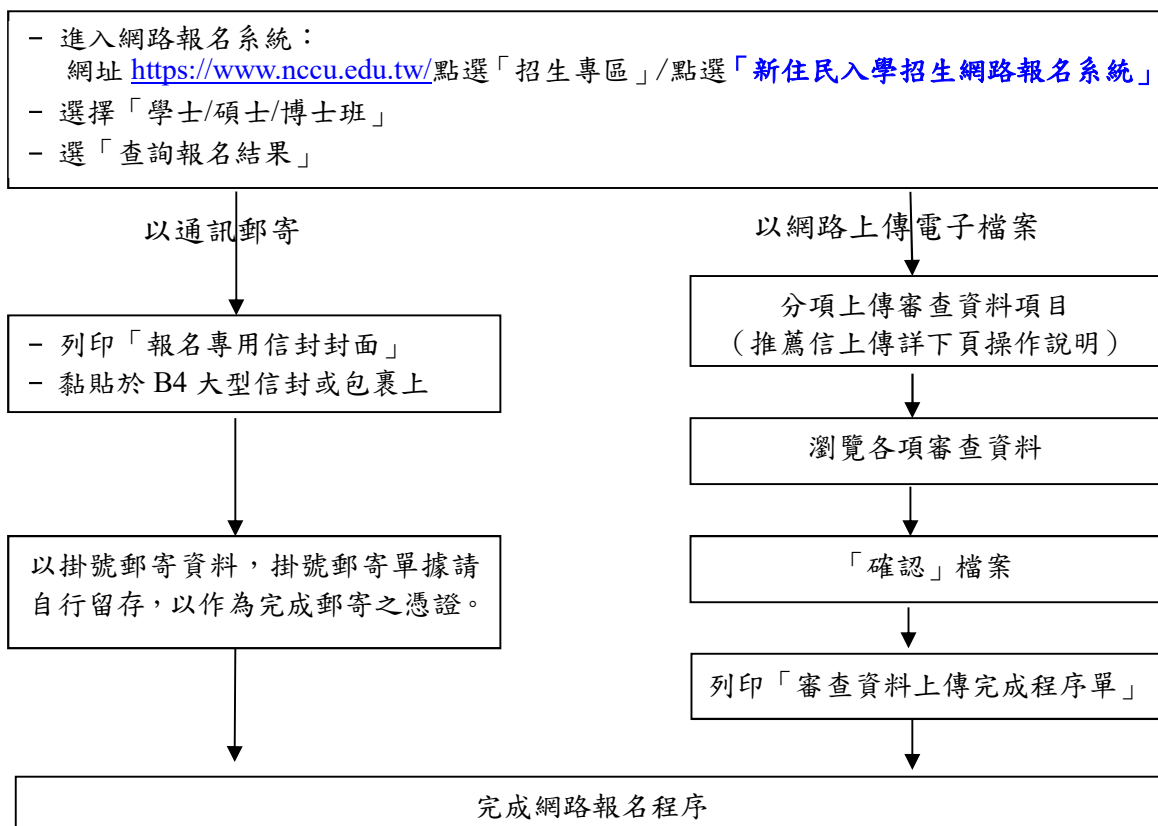 – 進入網路報名系統：
網址 https://www.nccu.edu.tw/點選「招生專區」/點選「新住民入學招生網路報名系統」
– 選擇「學士/碩士/博士班」
– 選「查詢報名結果」
以通訊郵寄
– 列印「報名專用信封封面」
– 黏貼於 B4 大型信封或包裹上
以掛號郵寄資料，掛號郵寄單據請
自行留存，以作為完成郵寄之憑證。
以網路上傳電子檔案
分項上傳審查資料項目
（推薦信上傳詳下頁操作說明）
瀏覽各項審查資料
「確認」檔案
列印「審查資料上傳完成程序單」
完成網路報名程序